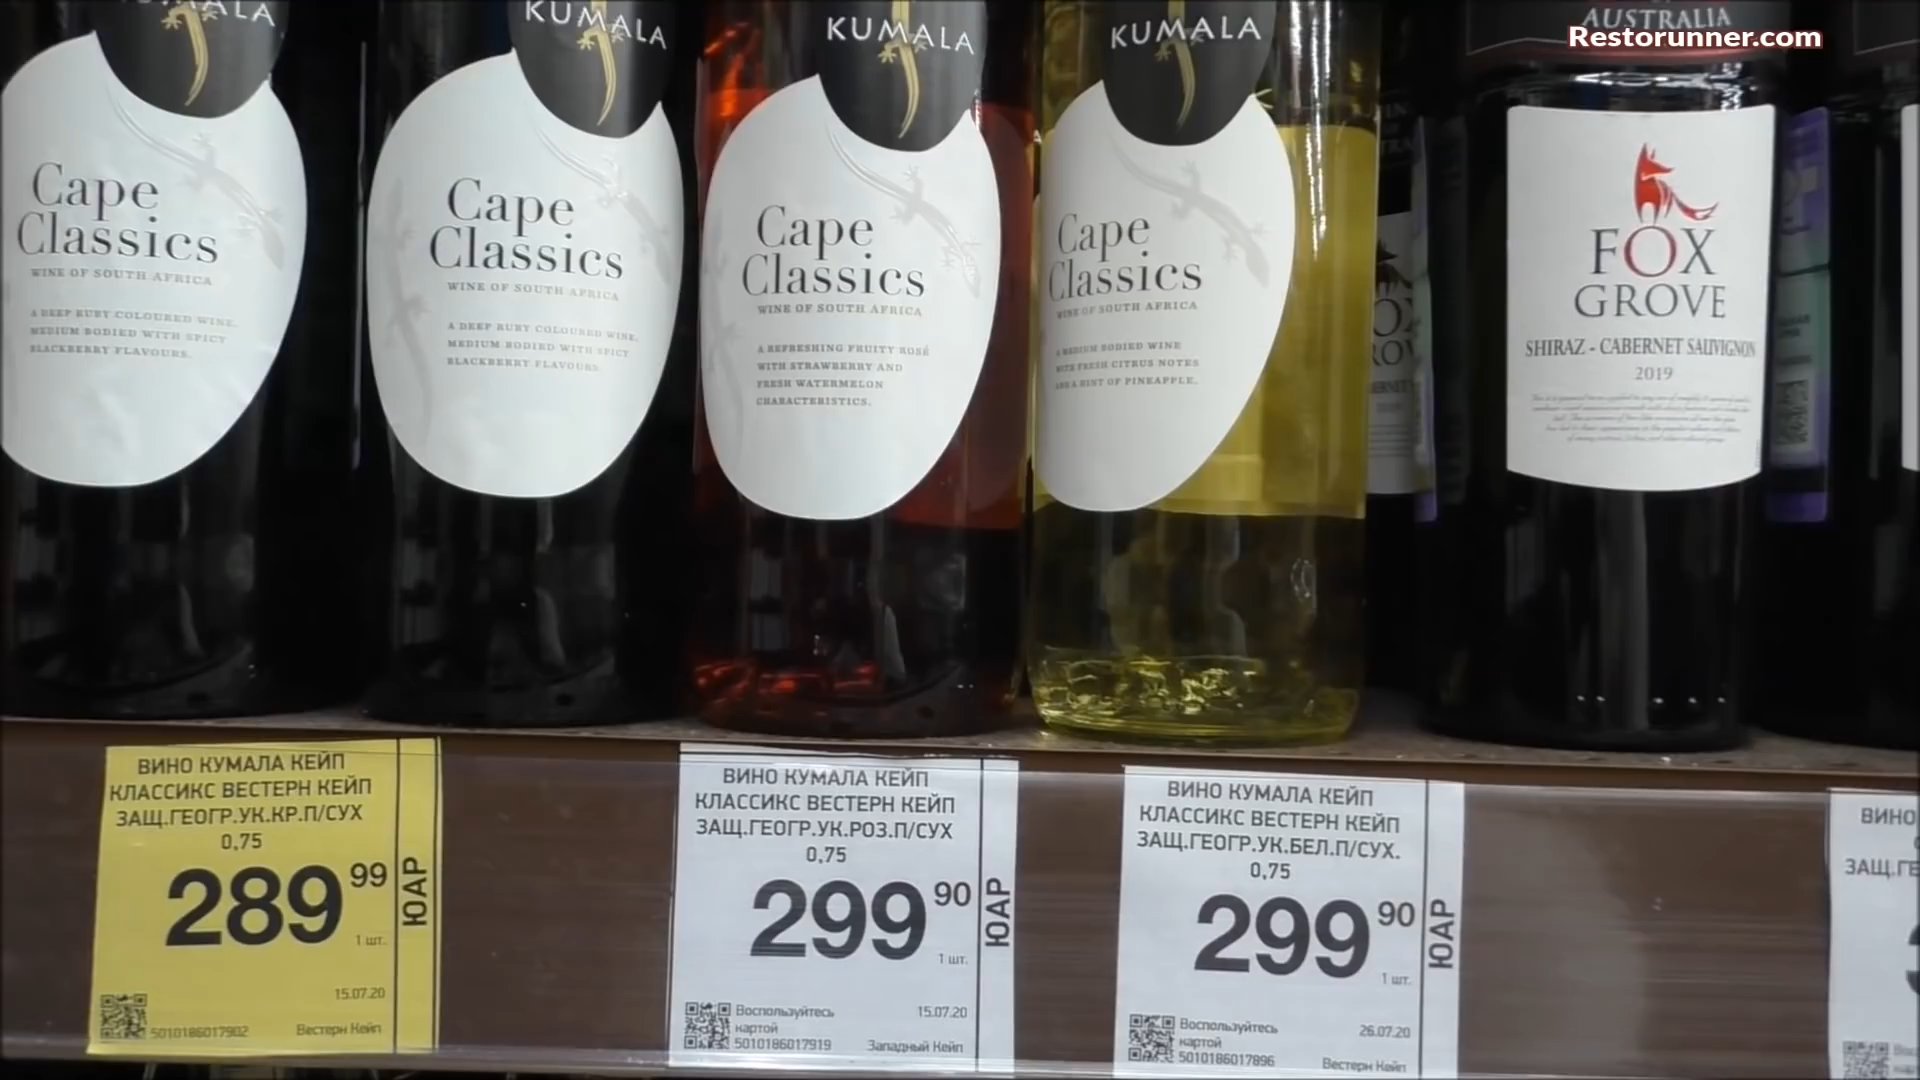 KUMALA
Cape
Classics
WINE OF SOUTH AFRICA
A DEEP RUBY COLOURED WINE,
MEDIUM BODIED WITH SPICY
BLACKBERRY FLAVOURS.
KUMALA
Cape
Classics
WINE OF SOUTH AFRICA
A DEEP RUBY COLOURED WINE,
MEDIUM BODIED WITH SPICY
BLACKBERRY FLAVOURS.
KUMALA
Cape
Classics
WINE OF SOUTH AFRICA
A REFRESHING FRUITY ROSÉ
WITH STRAWBERRY AND
FRESH WATERMELON
CHARACTERISTICS.
KUMALA
Cape
Classics
WINE OF SOUTH AFRICA
A MEDIUM BODIED WINE
WITH FRESH CITRUS NOTES
AND A HINT OF PINEAPPLE.
AUSTRALIA
Restorunner.com
FOX
GROVE
SHIRAZ - CABERNET SAUVIGNON
2019
ВИНО КУМАЛА КЕЙП
КЛАССИКС ВЕСТЕРН КЕЙП
ЗАЩ.ГЕОГР.УК.КР.П/СУХ
0,75
289 99
1 шт.
ЮАР
15.07.20
5010186017902 Вестерн Кейп
ВИНО КУМАЛА КЕЙП
КЛАССИКС ВЕСТЕРН КЕЙП
ЗАЩ.ГЕОГР.УК.РОЗ.П/СУХ
0,75
299 90
1 шт.
ЮАР
Воспользуйтесь 15.07.20
картой
5010186017919 Западный Кейп
ВИНО КУМАЛА КЕЙП
КЛАССИКС ВЕСТЕРН КЕЙП
ЗАЩ.ГЕОГР.УК.БЕЛ.П/СУХ.
0,75
299 90
1 шт.
ЮАР
Воспользуйтесь 26.07.20
картой
5010186017896 Вестерн Кейп
ВИНО